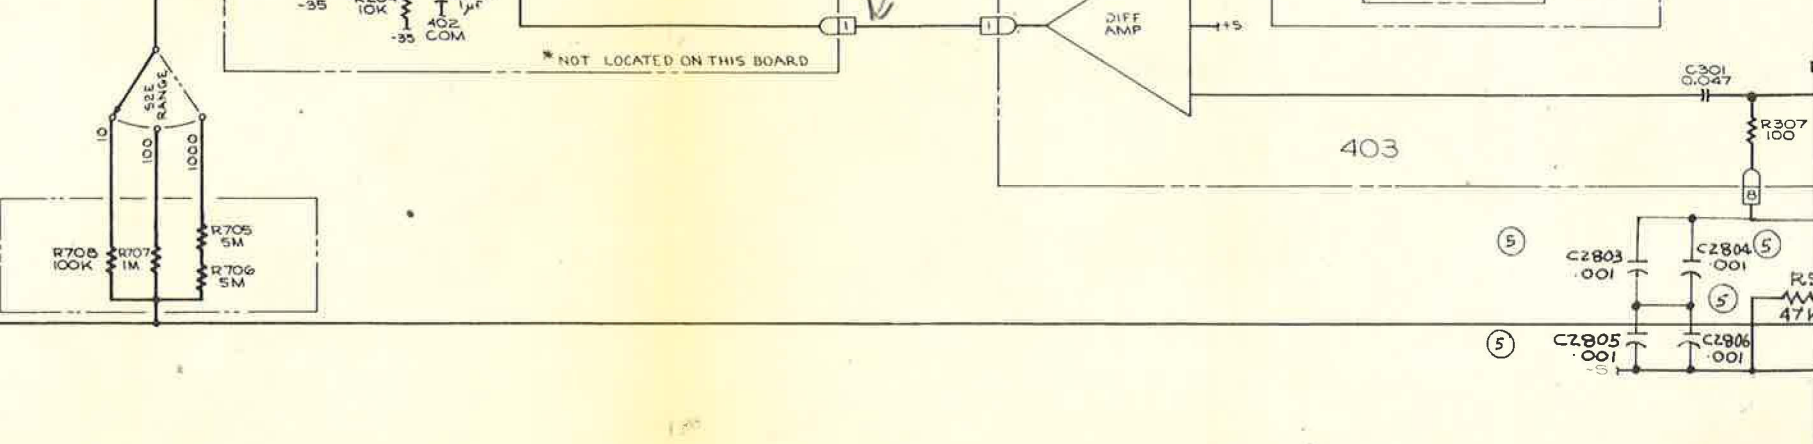 -35
10K
1µF
402
COM
-35
1
1
DIFF
AMP
+S
*NOT LOCATED ON THIS BOARD
S2E
RANGE
10
100
1000
C301
0.047
R307
100
403
8
R708
100K
R707
1M
R705
5M
R706
5M
5
C2803
.001
C2804
.001
5
5
47K
5
C2805
.001
C2806
.001
-S